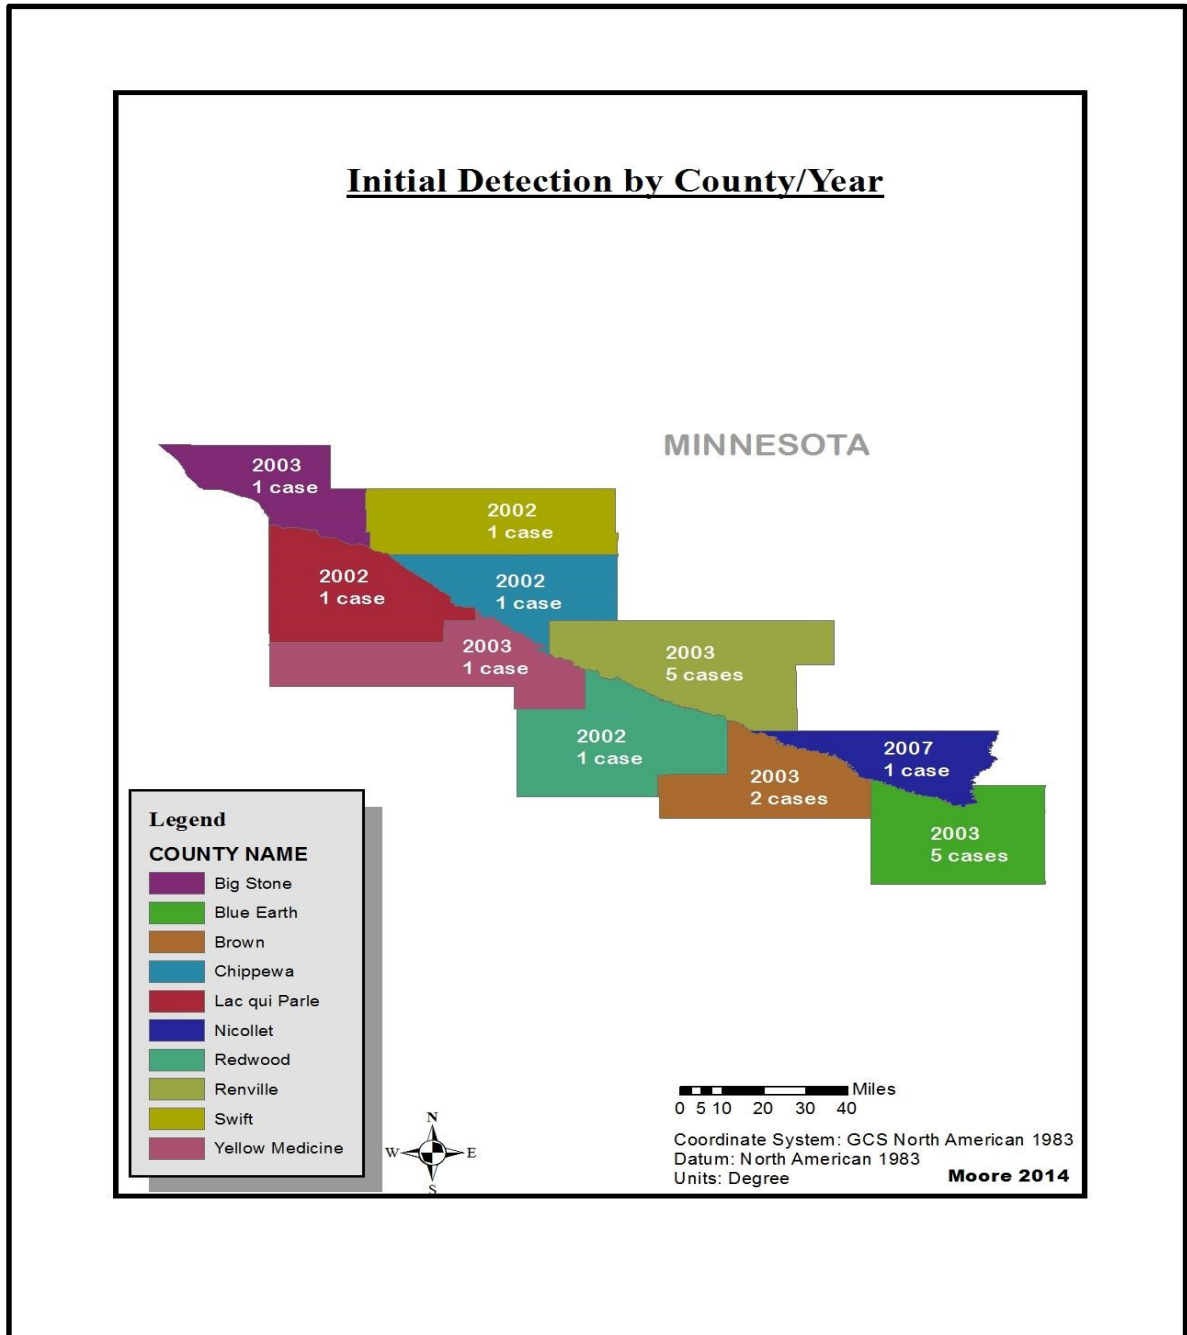 Initial Detection by County/Year
MINNESOTA
2003
1 case
2002
1 case
2002
1 case
2002
1 case
2003
1 case
2003
5 cases
2002
1 case
2007
1 case
2003
2 cases
2003
5 cases
Legend
COUNTY NAME
Big Stone
Blue Earth
Brown
Chippewa
Lac qui Parle
Nicollet
Redwood
Renville
Swift
Yellow Medicine
N
W E
S
Miles
0 5 10 20 30 40
Coordinate System: GCS North American 1983
Datum: North American 1983
Units: Degree
Moore 2014